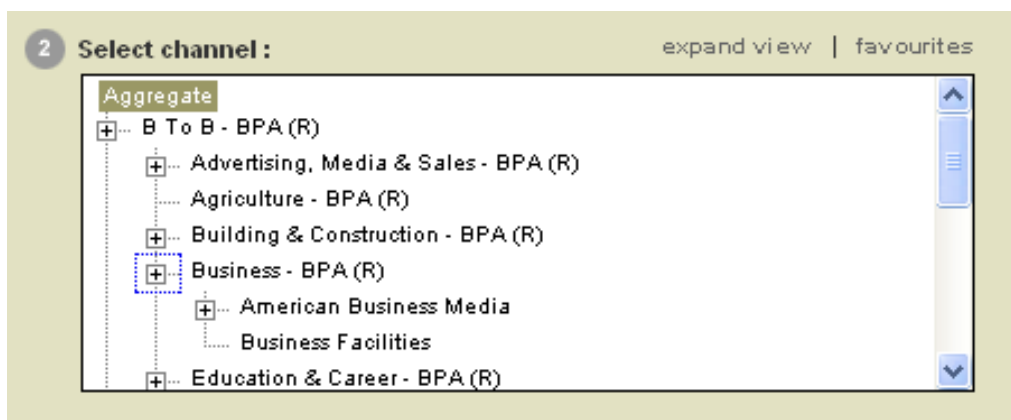 2 Select channel : expand view | favourites
Aggregate
B To B - BPA (R)
Advertising, Media & Sales - BPA (R)
Agriculture - BPA (R)
Building & Construction - BPA (R)
Business - BPA (R)
American Business Media
Business Facilities
Education & Career - BPA (R)